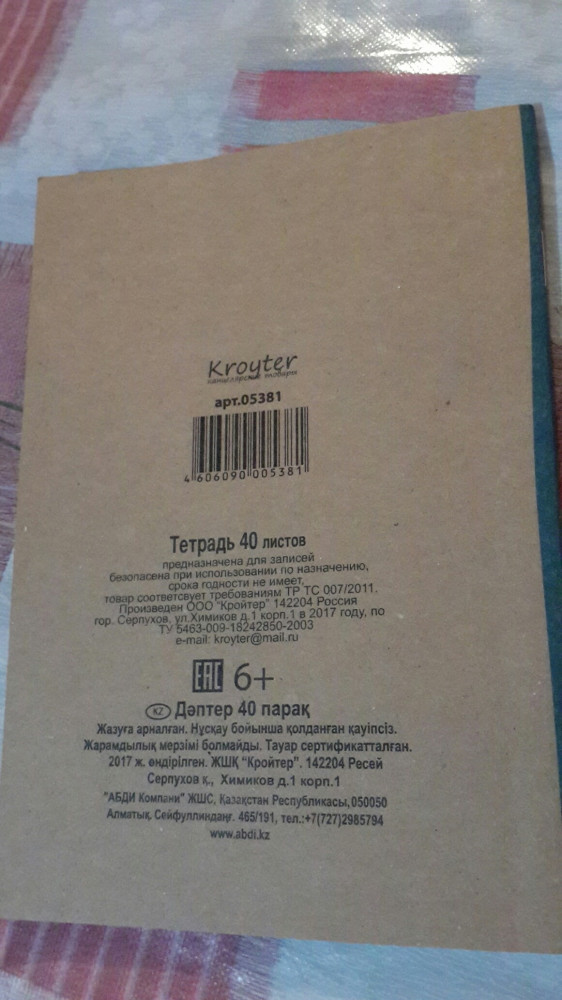 Kroyter
канцелярские товары
арт.05381
4 606090 005381
Тетрадь 40 листов
предназначена для записей
безопасена при использовании по назначению,
срока годности не имеет,
товар соответсвует требованиям ТР ТС 007/2011.
Произведен ООО "Кройтер" 142204 Россия
гор. Серпухов, ул.Химиков д.1 корп.1 в 2017 году, по
ТУ 5463-009-18242850-2003
e-mail: kroyter@mail.ru
EAC 6+
KZ Дәптер 40 парақ
Жазуға арналған. Нұсқау бойынша қолданған қауіпсіз.
Жарамдылық мерзімі болмайды. Тауар сертификатталған.
2017 ж. өндірілген. ЖШҚ "Кройтер". 142204 Ресей
Серпухов қ., Химиков д.1 корп.1
"АБДИ Компани" ЖШС, Қазақстан Республикасы,050050
Алматық. Сейфуллинданғ. 465/191, тел.:+7(727)2985794
www.abdi.kz